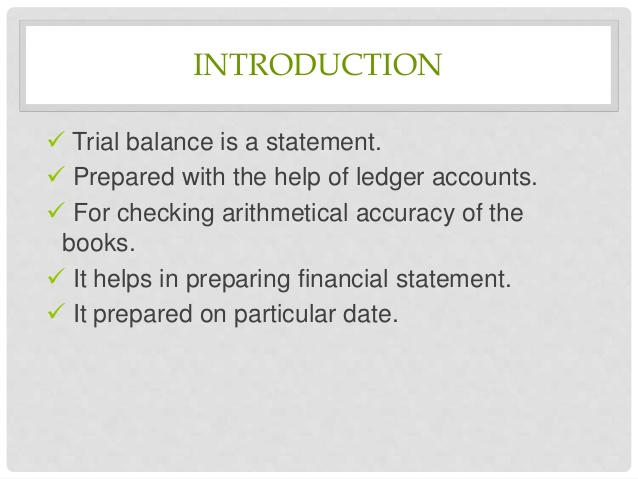 INTRODUCTION
✓ Trial balance is a statement.
✓ Prepared with the help of ledger accounts.
✓ For checking arithmetical accuracy of the
books.
✓ It helps in preparing financial statement.
✓ It prepared on particular date.